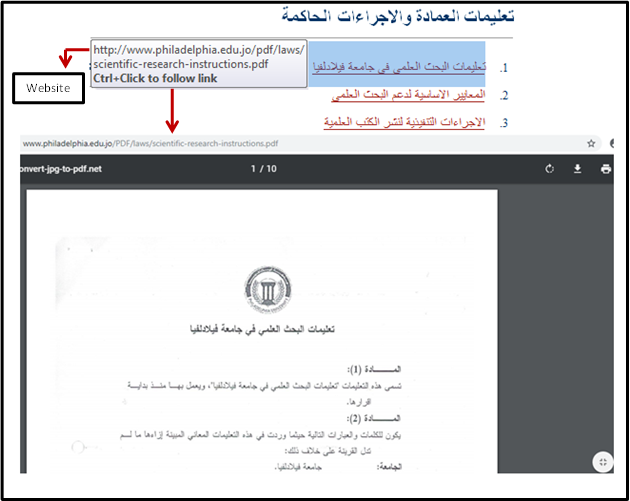 تعليمات العمادة والاجراءات الحاكمة
http://www.philadelphia.edu.jo/pdf/laws/
scientific-research-instructions.pdf
Ctrl+Click to follow link
Website
1. تعليمات البحث العلمي في جامعة فيلادلفيا
2. المعايير الاساسية لدعم البحث العلمي
3. الاجراءات التنفيذية لنشر الكتب العلمية
www.philadelphia.edu.jo/PDF/laws/scientific-research-instructions.pdf
onvert-jpg-to-pdf.net
1 / 10
تعليمات البحث العلمي في جامعة فيلادلفيا
المـــــادة (1):
تسمى هذه التعليمات "تعليمات البحث العلمي في جامعة فيلادلفيا"، ويعمل بهـا منـذ بدايـة
اقرارها.
المـــــادة (2):
يكون للكلمات والعبارات التالية حيثما وردت في هذه التعليمات المعاني المبينة إزاءها ما لـم
تدل القرينة على خلاف ذلك:
الجامعة: جامعة فيلادلفيا.